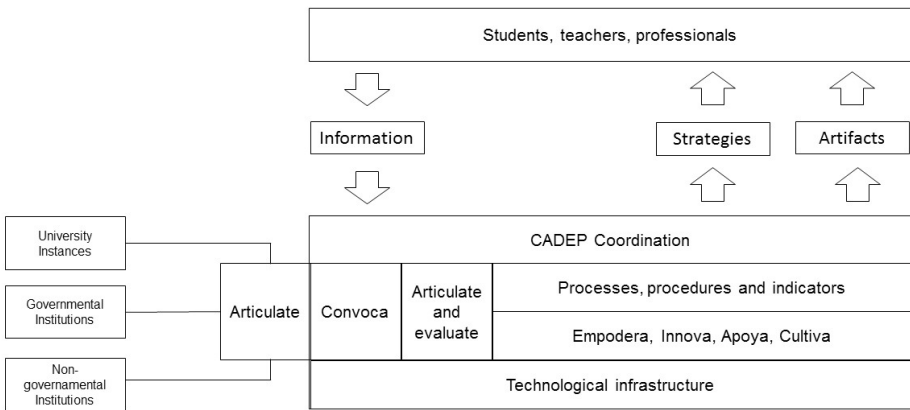 Students, teachers, professionals
Information
Strategies
Artifacts
University
Instances
CADEP Coordination
Governmental
Institutions
Articulate
Convoca
Articulate
and
evaluate
Processes, procedures and indicators
Empodera, Innova, Apoya, Cultiva
Non-
governamental
Institutions
Technological infrastructure